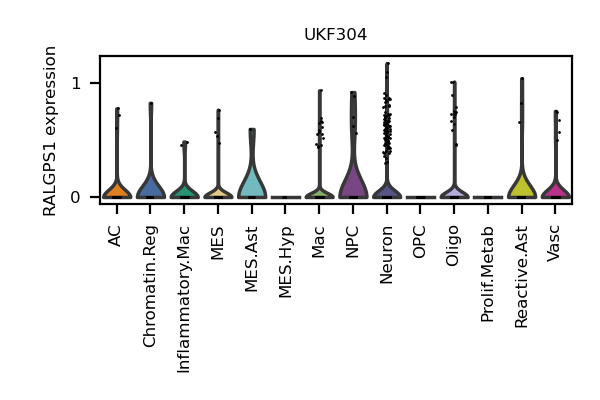 UKF304
RALGPS1 expression
1
0
AC
Chromatin.Reg
Inflammatory.Mac
MES
MES.Ast
MES.Hyp
Mac
NPC
Neuron
OPC
Oligo
Prolif.Metab
Reactive.Ast
Vasc